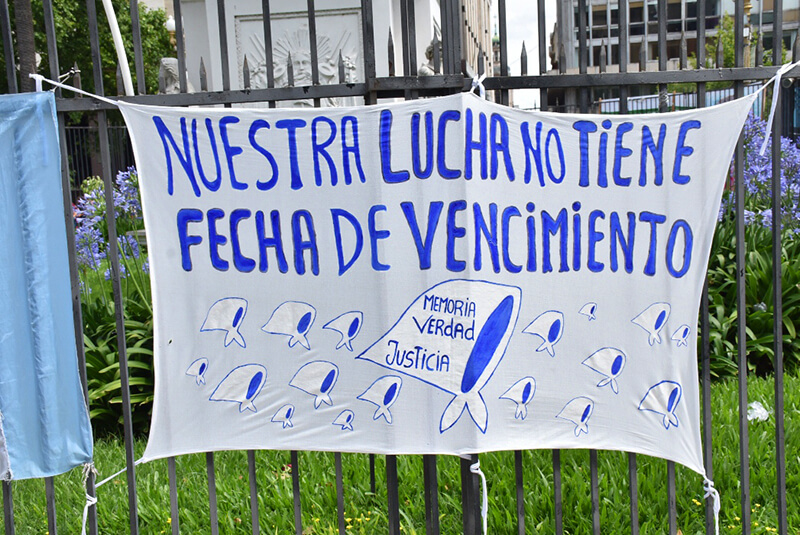 NUESTRA LUCHA NO TIENE
FECHA DE VENCIMIENTO
MEMORIA
VERDAD
JUSTICIA